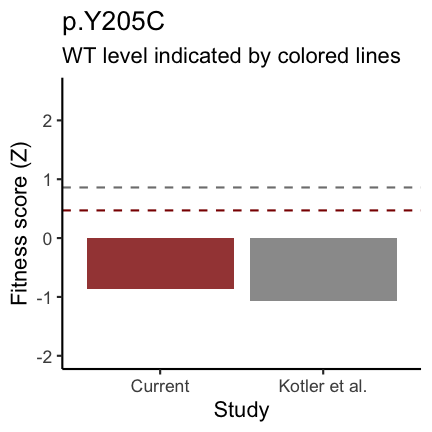 p.Y205C
WT level indicated by colored lines
Fitness score (Z)
2
1
0
-1
-2
Current
Kotler et al.
Study